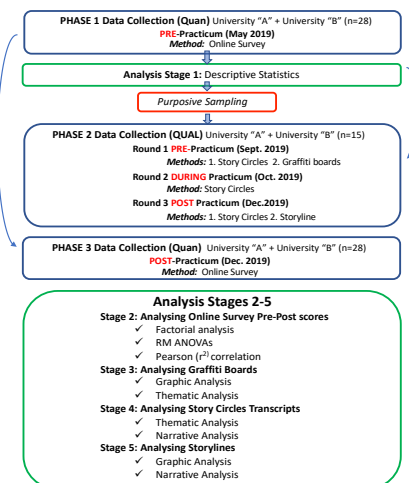 PHASE 1 Data Collection (Quan) University "A" + University "B" (n=28)
PRE-Practicum (May 2019)
Method: Online Survey
Analysis Stage 1: Descriptive Statistics
Purposive Sampling
PHASE 2 Data Collection (QUAL) University "A" + University "B" (n=15)
Round 1 PRE-Practicum (Sept. 2019)
Methods: 1. Story Circles 2. Graffiti boards
Round 2 DURING Practicum (Oct. 2019)
Method: Story Circles
Round 3 POST Practicum (Dec.2019)
Methods: 1. Story Circles 2. Storyline
PHASE 3 Data Collection (Quan) University "A" + University "B" (n=28)
POST-Practicum (Dec. 2019)
Method: Online Survey
Analysis Stages 2-5
Stage 2: Analysing Online Survey Pre-Post scores
✓ Factorial analysis
✓ RM ANOVAs
✓ Pearson (r²) correlation
Stage 3: Analysing Graffiti Boards
✓ Graphic Analysis
✓ Thematic Analysis
Stage 4: Analysing Story Circles Transcripts
✓ Thematic Analysis
✓ Narrative Analysis
Stage 5: Analysing Storylines
✓ Graphic Analysis
✓ Narrative Analysis